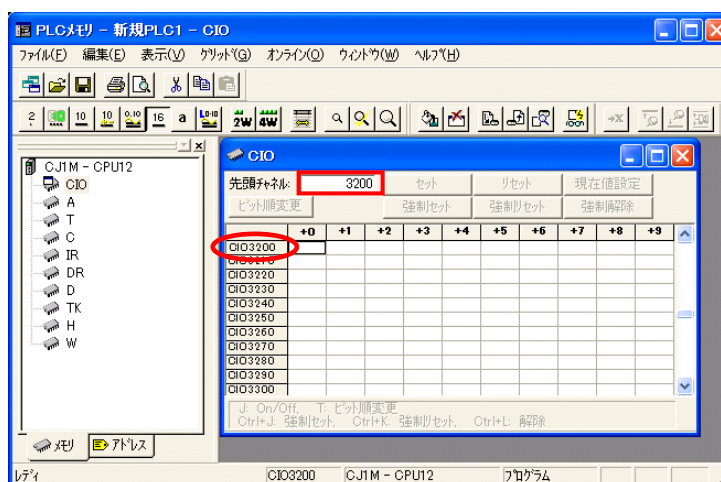 PLCﾒﾓﾘ - 新規PLC1 - CIO
ﾌｧｲﾙ(F) 編集(E) 表示(V) ｸﾞﾘｯﾄﾞ(G) ｵﾝﾗｲﾝ(O) ｳｨﾝﾄﾞｳ(W) ﾍﾙﾌﾟ(H)
2 10 10 0.10 16 a 2W 4W
CJ1M - CPU12
CIO
A
T
C
IR
DR
D
TK
H
W
ﾒﾓﾘ ｱﾄﾞﾚｽ
CIO
先頭ﾁｬﾈﾙ: 3200 ｾｯﾄ ﾘｾｯﾄ 現在値設定
ﾋﾞｯﾄ順変更 強制ｾｯﾄ 強制ﾘｾｯﾄ 強制解除
+0 +1 +2 +3 +4 +5 +6 +7 +8 +9
CIO3200
CIO3210
CIO3220
CIO3230
CIO3240
CIO3250
CIO3260
CIO3270
CIO3280
CIO3290
CIO3300
J: On/Off, T: ﾋﾞｯﾄ順変更
Ctrl+J: 強制ｾｯﾄ, Ctrl+K: 強制ﾘｾｯﾄ, Ctrl+L: 解除
ﾚﾃﾞｨ CIO3200 CJ1M - CPU12 ﾌﾟﾛｸﾞﾗﾑ